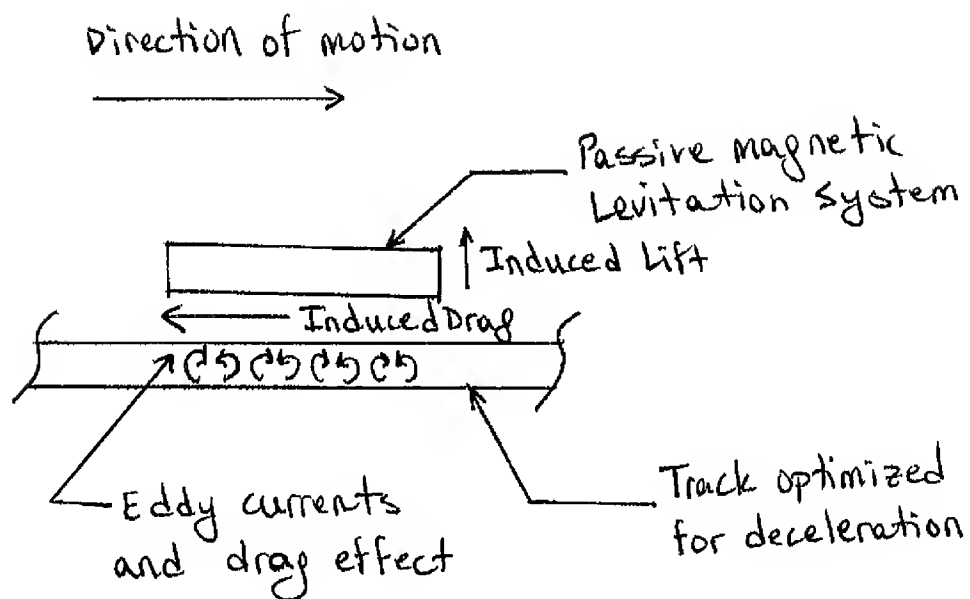 Direction of motion
Passive magnetic
Levitation system
Induced Lift
Induced Drag
Eddy currents
and drag effect
Track optimized
for deceleration